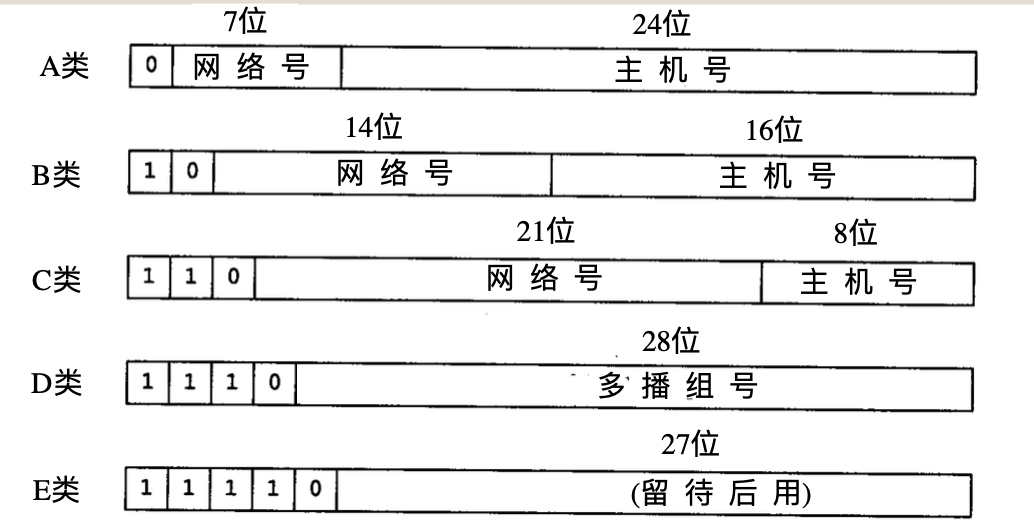 7位 24位
A类 0 网络号 主机号
14位 16位
B类 1 0 网络号 主机号
21位 8位
C类 1 1 0 网络号 主机号
28位
D类 1 1 1 0 多播组号
27位
E类 1 1 1 1 0 (留待后用)